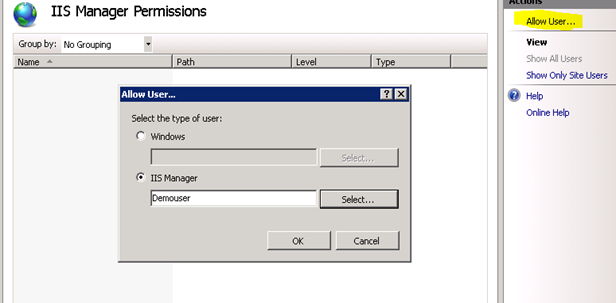 IIS Manager Permissions
Actions
Allow User...
Group by: No Grouping
View
Name Path Level Type
Show All Users
Show Only Site Users
Allow User...
Help
Select the type of user:
Online Help
Windows
Select...
IIS Manager
Demouser Select...
OK Cancel